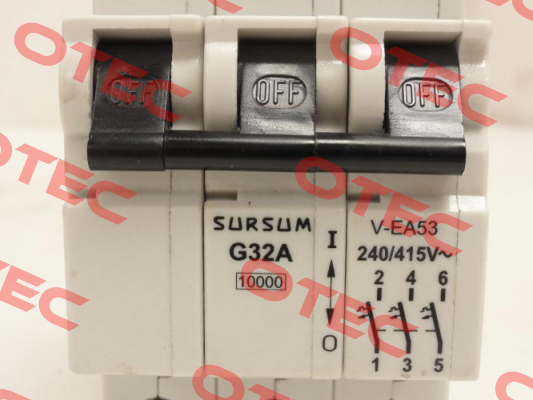 OFF OFF OFF
SURSUM
G32A
10000
I
O
V-EA53
240/415V~
2 4 6
1 3 5
OTEC
OTEC
OTEC
OTEC
OTEC
OTEC
OTEC
OTEC